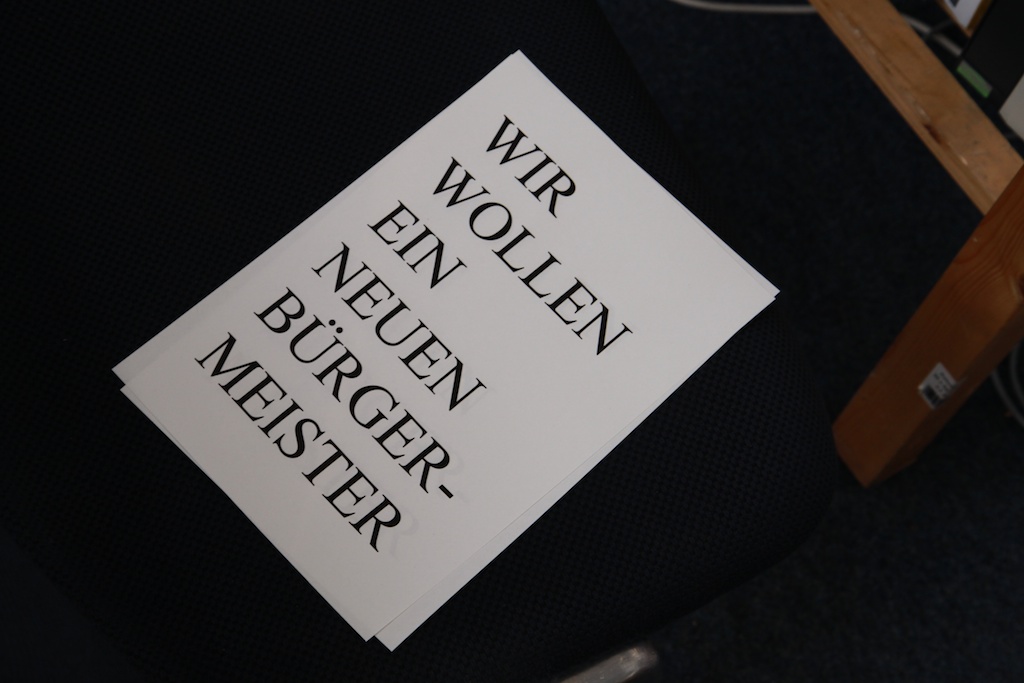 WIR
WOLLEN
EIN
NEUEN
BÜRGER-
MEISTER